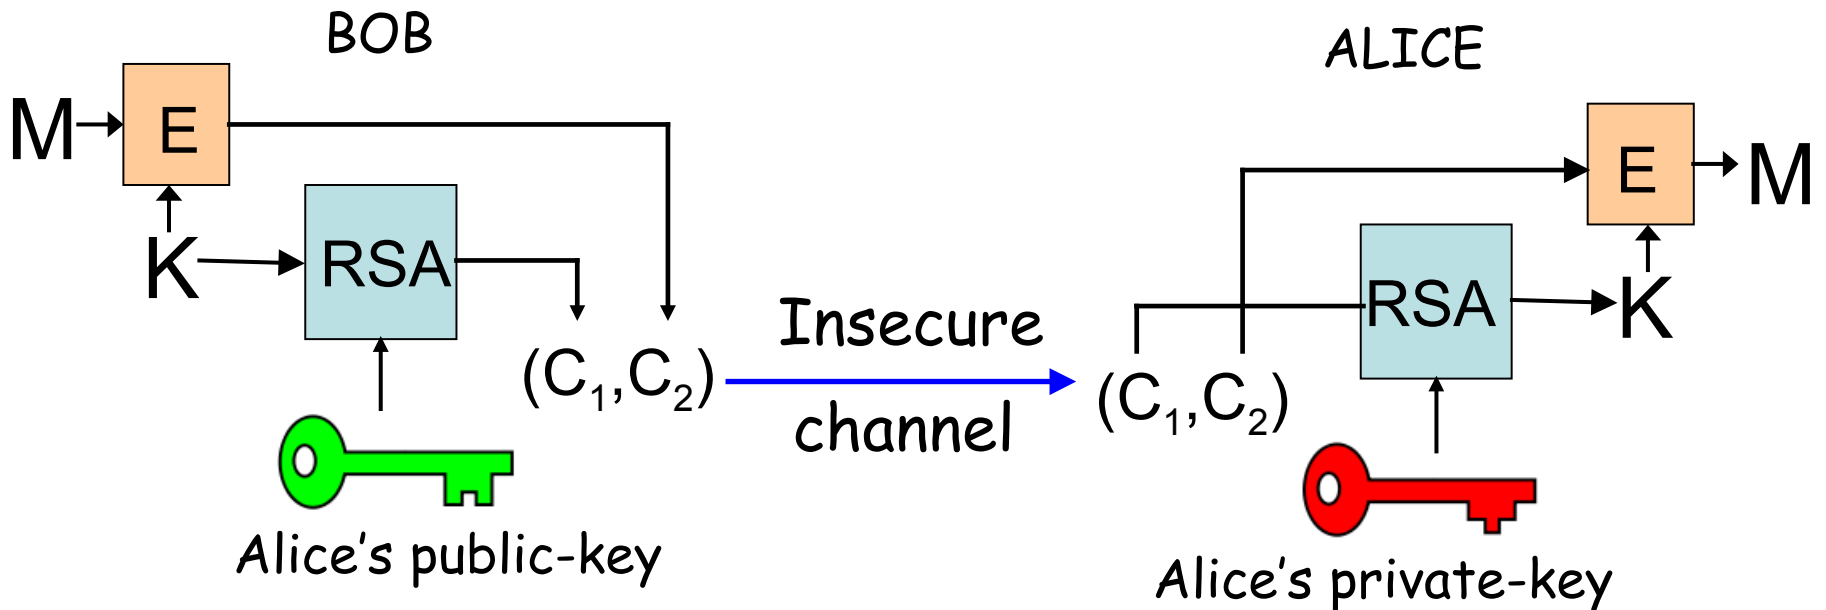 BOB
M
E
K
RSA
(C₁,C₂)
Alice's public-key
Insecure
channel
ALICE
E
M
RSA
K
(C₁,C₂)
Alice's private-key